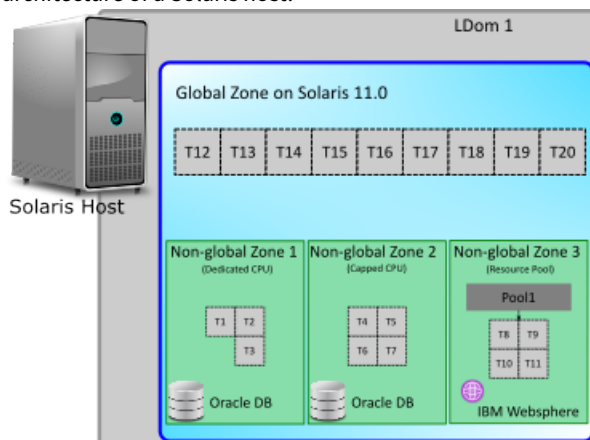 architecture of a Solaris host.
LDom 1
Global Zone on Solaris 11.0
T12 T13 T14 T15 T16 T17 T18 T19 T20
Solaris Host
Non-global Zone 1
(Dedicated CPU)
T1 T2
T3
Oracle DB
Non-global Zone 2
(Capped CPU)
T4 T5
T6 T7
Oracle DB
Non-global Zone 3
(Resource Pool)
Pool1
T8 T9
T10 T11
IBM Websphere